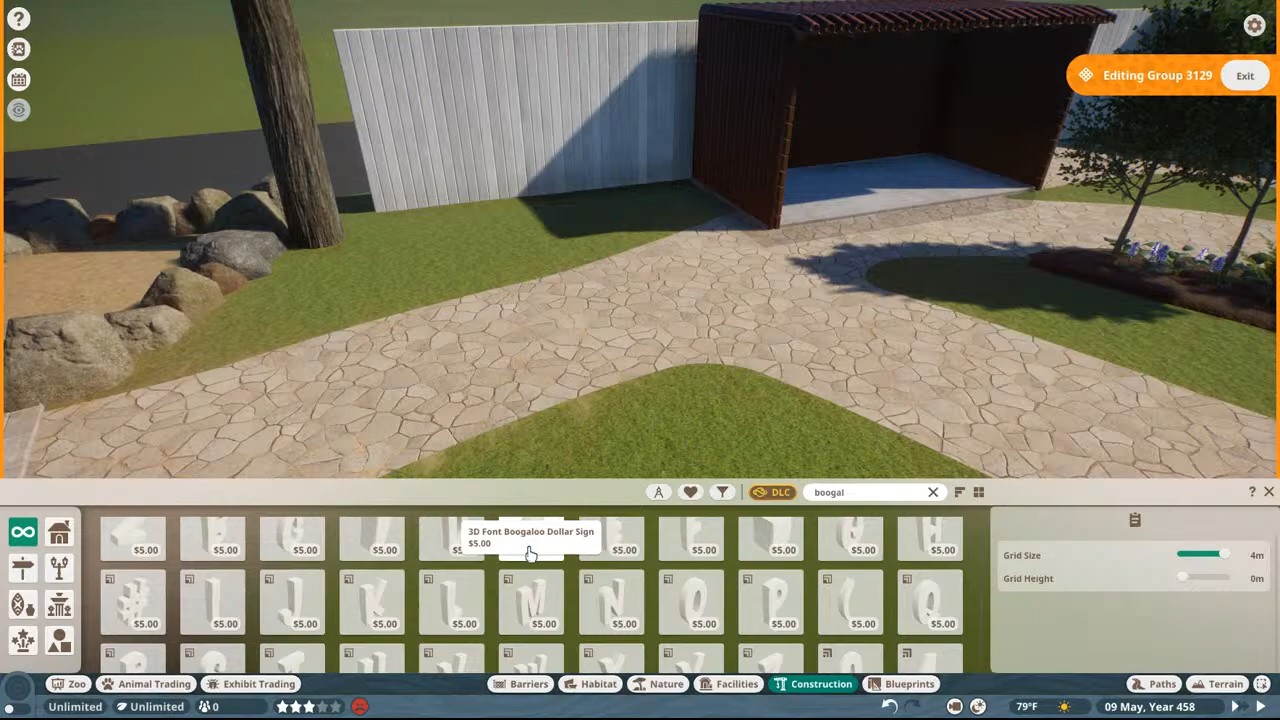 ?
Editing Group 3129 Exit
DLC boogal ?
3D Font Boogaloo Dollar Sign
$5.00
$5.00 $5.00 $5.00 $5.00 $5.00 $5.00 $5.00 $5.00 $5.00 $5.00
# I J K L M N O P ( Q
$5.00 $5.00 $5.00 $5.00 $5.00 $5.00 $5.00 $5.00 $5.00 $5.00 $5.00
Grid Size 4m
Grid Height 0m
Zoo Animal Trading Exhibit Trading Barriers Habitat Nature Facilities Construction Blueprints Paths Terrain
Unlimited Unlimited 0 79°F 09 May, Year 458